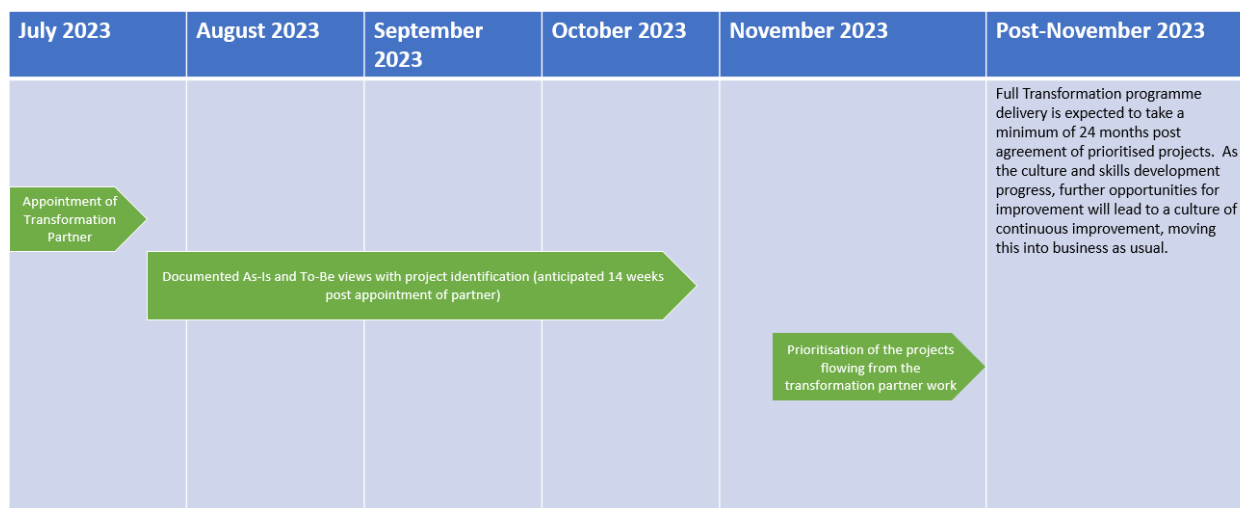 July 2023
August 2023
September
2023
October 2023
November 2023
Post-November 2023
Full Transformation programme
delivery is expected to take a
minimum of 24 months post
agreement of prioritised projects.  As
the culture and skills development
progress, further opportunities for
improvement will lead to a culture of
continuous improvement, moving
this into business as usual.
Appointment of
Transformation
Partner
Documented As-Is and To-Be views with project identification (anticipated 14 weeks
post appointment of partner)
Prioritisation of the projects
flowing from the
transformation partner work